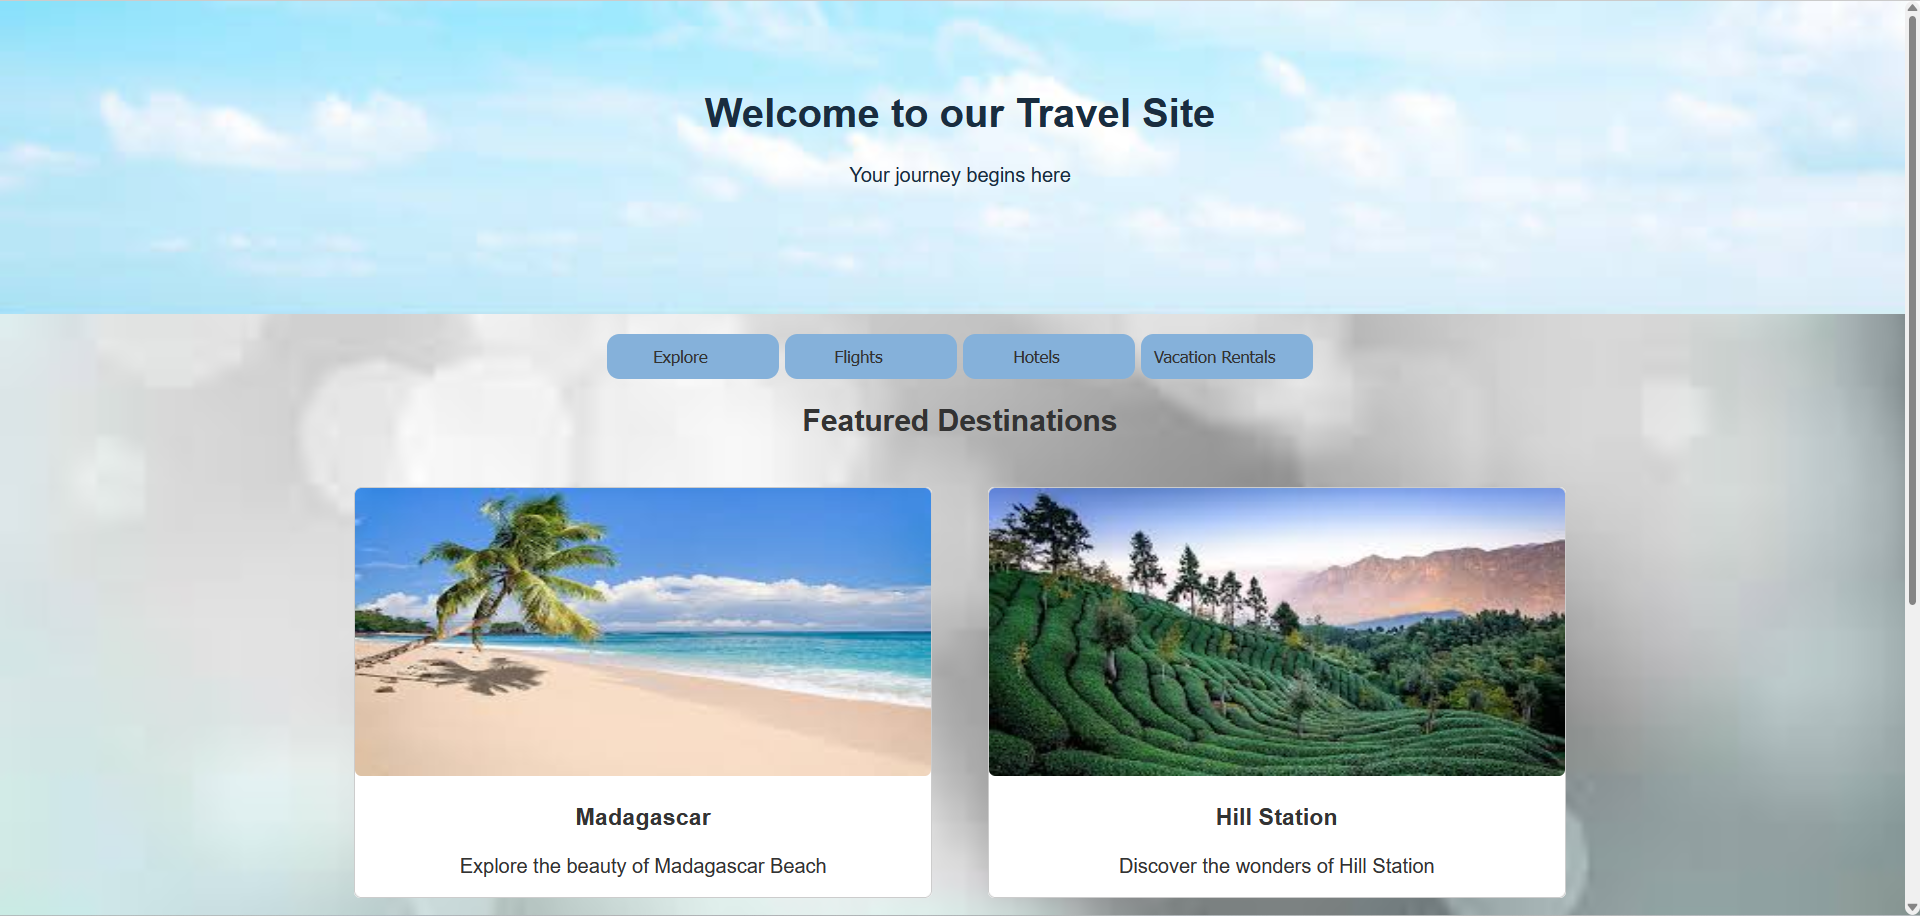 Welcome to our Travel Site
Your journey begins here
Explore
Flights
Hotels
Vacation Rentals
Featured Destinations
Madagascar
Explore the beauty of Madagascar Beach
Hill Station
Discover the wonders of Hill Station